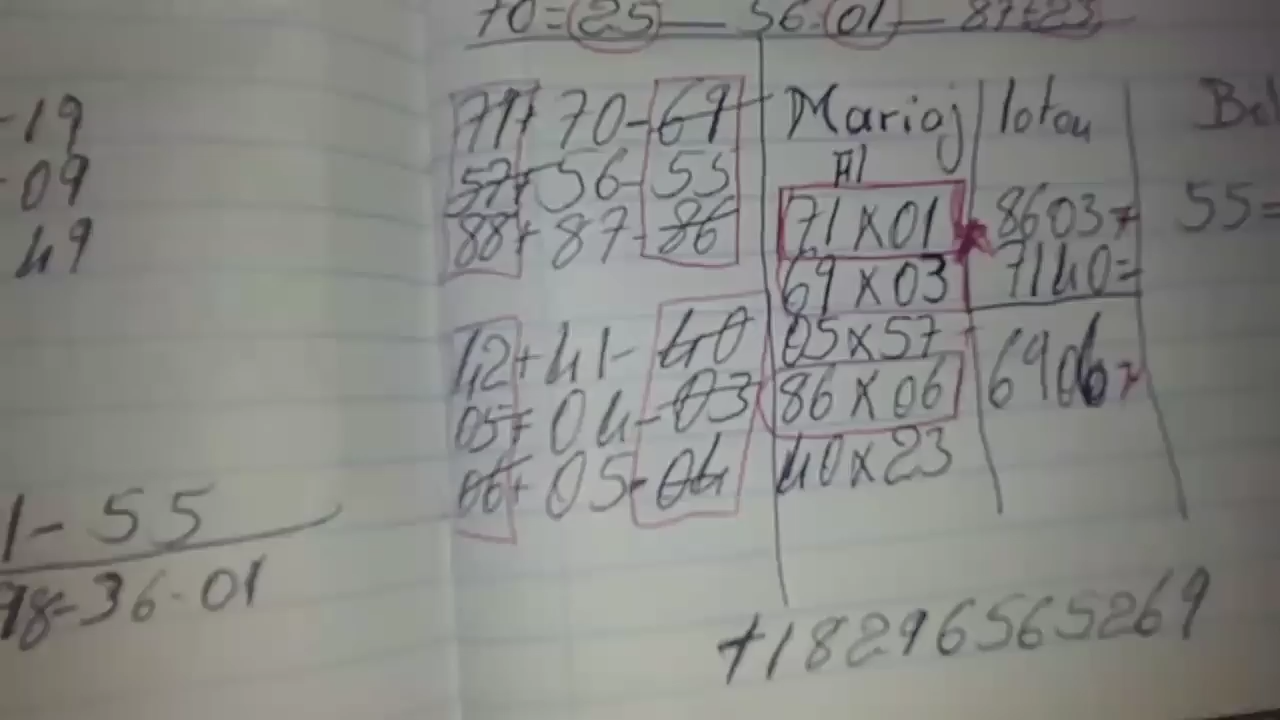 70=25 — 56.01 — 87+23
-19
-09
49
71+ 70-69+
57+ 56-55
88+ 87-86
42+41-40
05+04-03
06+05-04
Mariaj
A1
71X01
69X03
05x57
86X06
40x23
lotou
8603+
7140=
6906+
55=
1-55
98-36-01
+18296565269